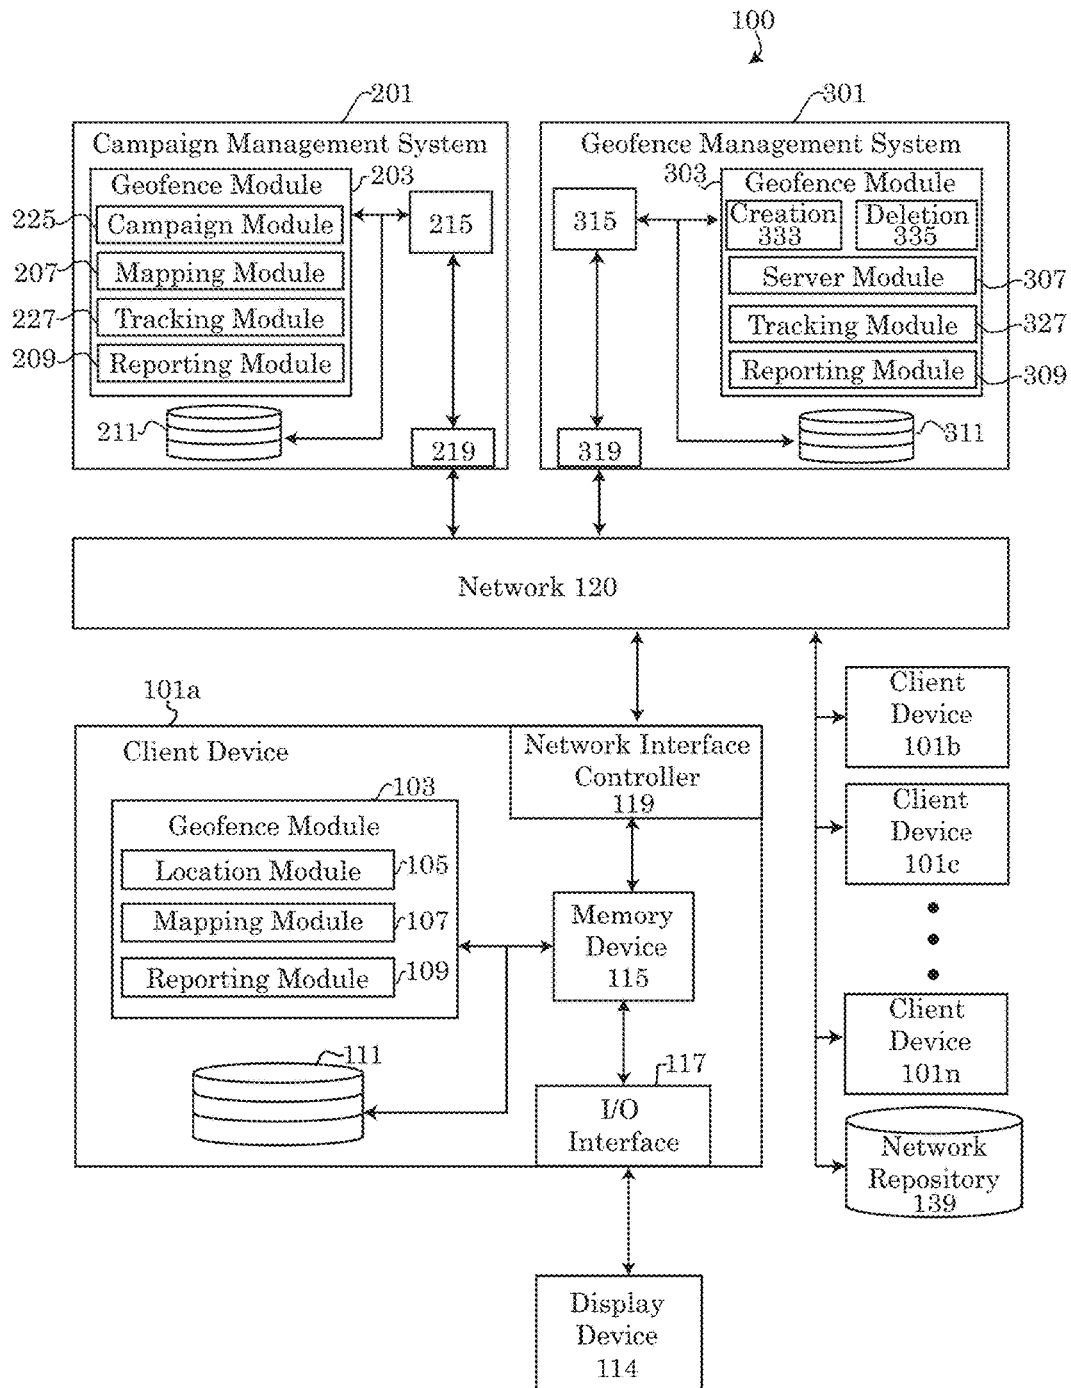 100
201
301
Campaign Management System
Geofence Management System
Geofence Module
203
225
Campaign Module
207
Mapping Module
227
Tracking Module
209
Reporting Module
211
215
219
303
Geofence Module
315
Creation
333
Deletion
335
Server Module
307
Tracking Module
327
Reporting Module
309
311
319
Network 120
101a
Client Device
Network Interface
Controller
119
103
Geofence Module
Location Module
105
Mapping Module
107
Reporting Module
109
Memory
Device
115
111
117
I/O
Interface
Display
Device
114
Client
Device
101b
Client
Device
101c
Client
Device
101n
Network
Repository
139